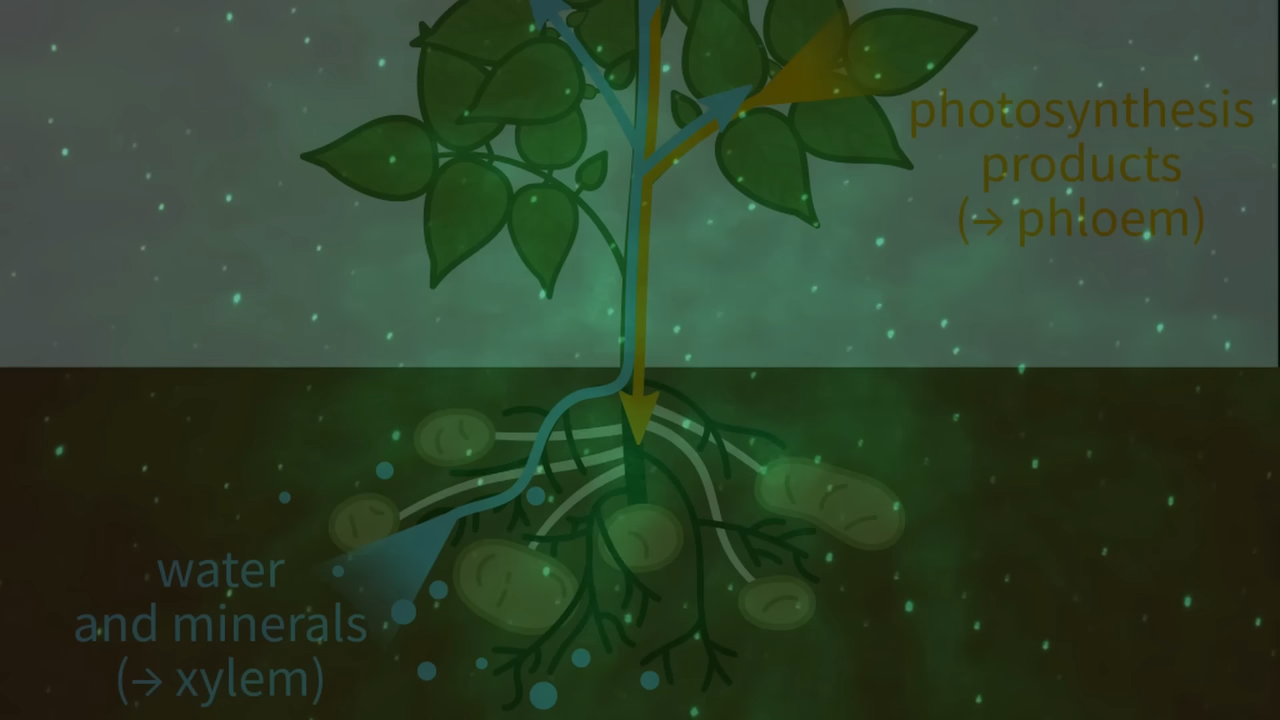 photosynthesis
products
(→ phloem)
water
and minerals
(→ xylem)